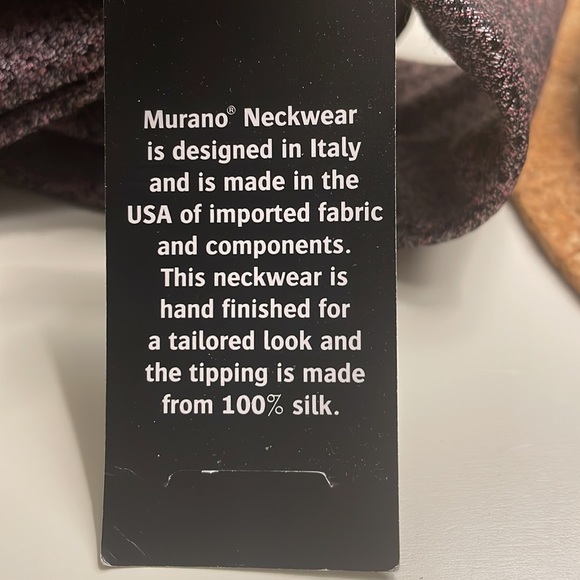 Murano® Neckwear
is designed in Italy
and is made in the
USA of imported fabric
and components.
This neckwear is
hand finished for
a tailored look and
the tipping is made
from 100% silk.